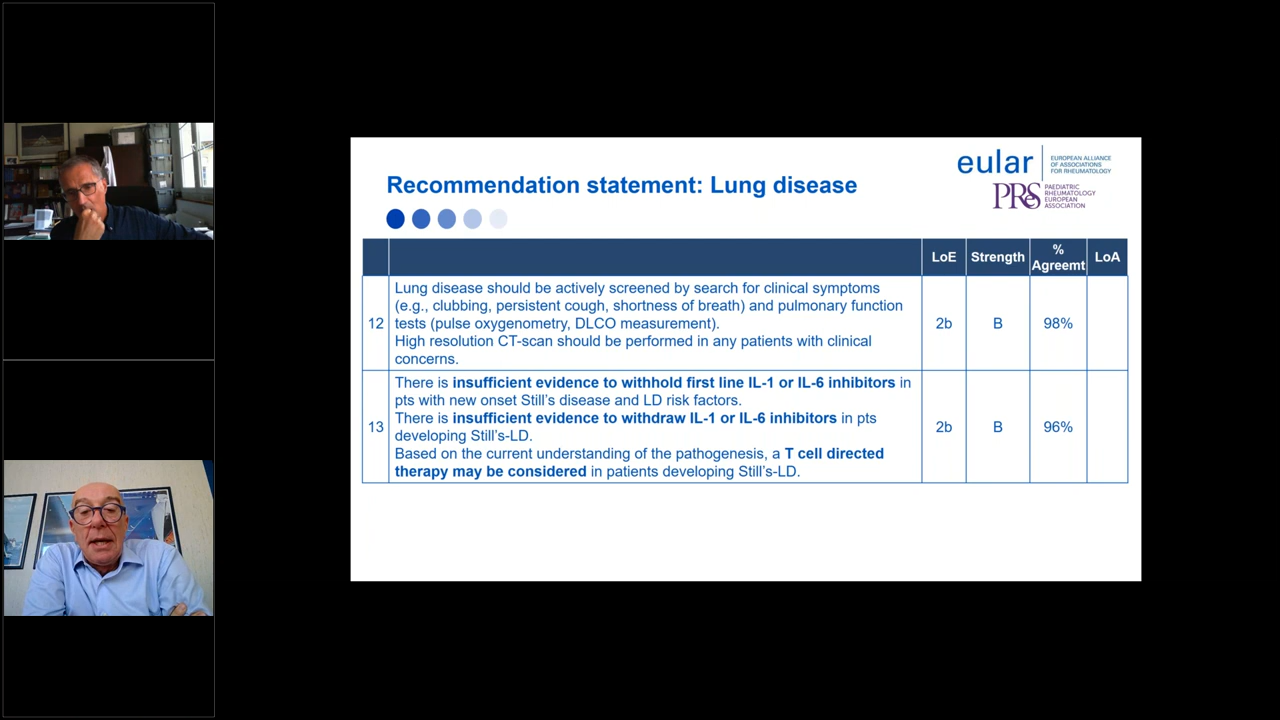 eular
EUROPEAN ALLIANCE
OF ASSOCIATIONS
FOR RHEUMATOLOGY
PReS
PAEDIATRIC
RHEUMATOLOGY
EUROPEAN
ASSOCIATION
Recommendation statement: Lung disease
LoE
Strength
%
Agreemt
LoA
12
Lung disease should be actively screened by search for clinical symptoms
(e.g., clubbing, persistent cough, shortness of breath) and pulmonary function
tests (pulse oxygenometry, DLCO measurement).
High resolution CT-scan should be performed in any patients with clinical
concerns.
2b
B
98%
13
There is insufficient evidence to withhold first line IL-1 or IL-6 inhibitors in
pts with new onset Still's disease and LD risk factors.
There is insufficient evidence to withdraw IL-1 or IL-6 inhibitors in pts
developing Still's-LD.
Based on the current understanding of the pathogenesis, a T cell directed
therapy may be considered in patients developing Still's-LD.
2b
B
96%